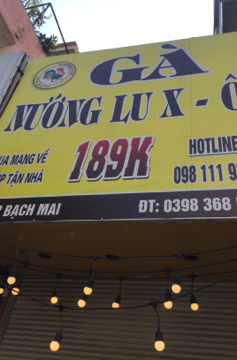 GÀ
NƯỚNG LU X - Ô
UA MANG VỀ
P TẬN NHÀ
189K
HOTLINE
098 111 9
BẠCH MAI
ĐT: 0398 368